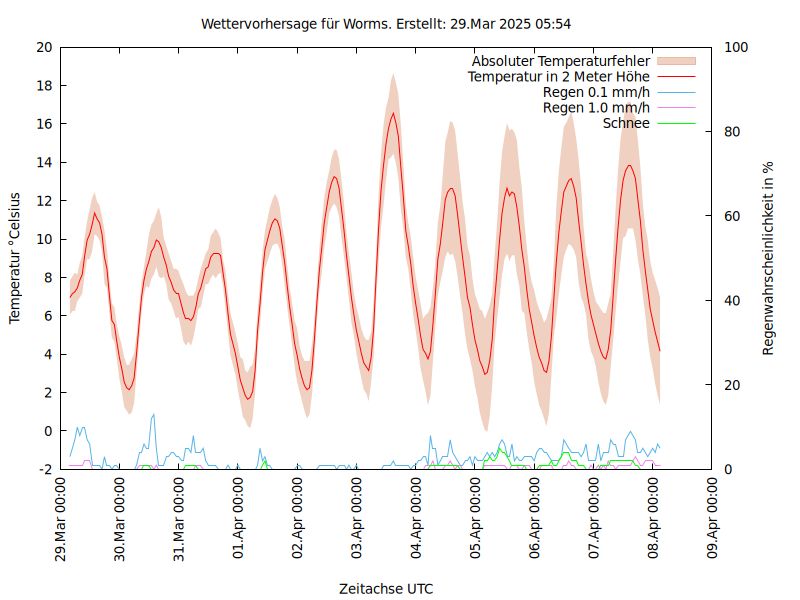 Wettervorhersage für Worms. Erstellt: 29.Mar 2025 05:54
Absoluter Temperaturfehler
Temperatur in 2 Meter Höhe
Regen 0.1 mm/h
Regen 1.0 mm/h
Schnee
Temperatur °Celsius
20
18
16
14
12
10
8
6
4
2
0
-2
100
80
60
40
20
0
Regenwahrscheinlichkeit in %
29.Mar 00:00
30.Mar 00:00
31.Mar 00:00
01.Apr 00:00
02.Apr 00:00
03.Apr 00:00
04.Apr 00:00
05.Apr 00:00
06.Apr 00:00
07.Apr 00:00
08.Apr 00:00
09.Apr 00:00
Zeitachse UTC